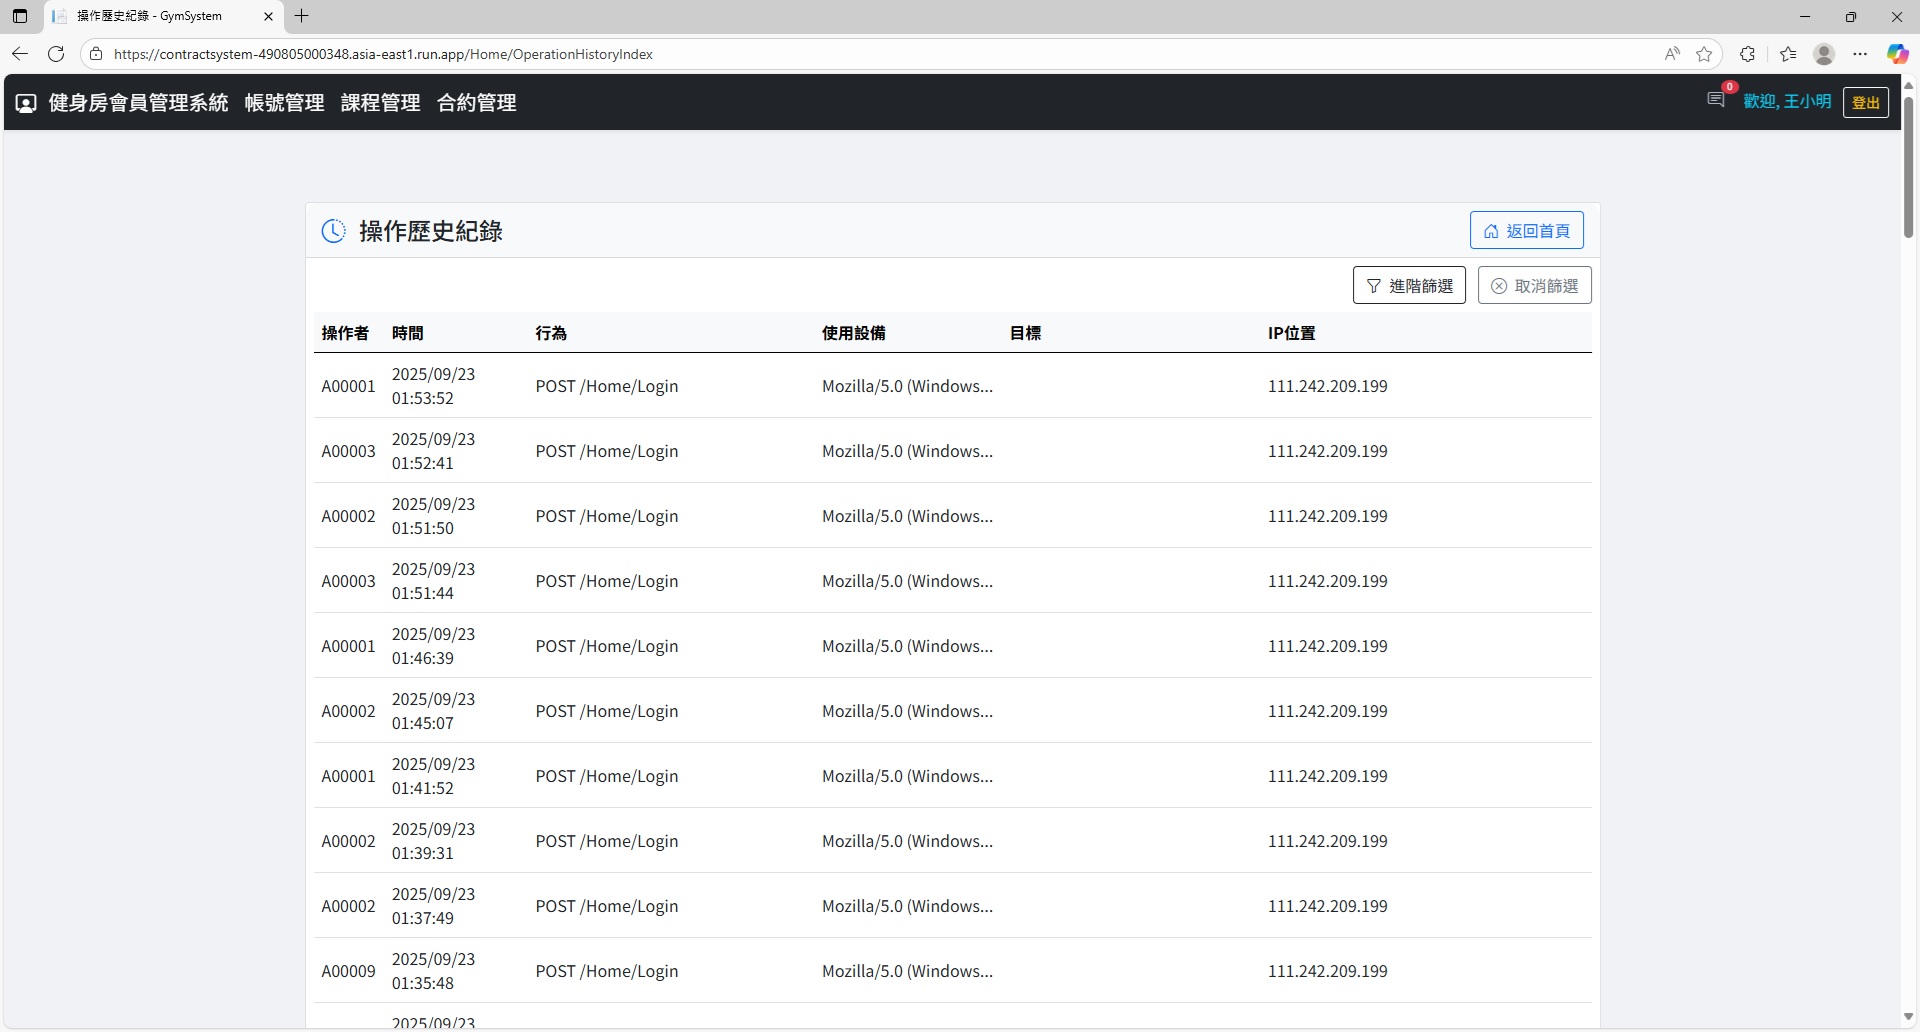 操作歷史紀錄 - GymSystem
https://contractsystem-490805000348.asia-east1.run.app/Home/OperationHistoryIndex
健身房會員管理系統 帳號管理 課程管理 合約管理 0 歡迎, 王小明 登出
操作歷史紀錄 返回首頁
進階篩選 取消篩選
操作者 時間 行為 使用設備 目標 IP位置
A00001 2025/09/23 01:53:52 POST /Home/Login Mozilla/5.0 (Windows... 111.242.209.199
A00003 2025/09/23 01:52:41 POST /Home/Login Mozilla/5.0 (Windows... 111.242.209.199
A00002 2025/09/23 01:51:50 POST /Home/Login Mozilla/5.0 (Windows... 111.242.209.199
A00003 2025/09/23 01:51:44 POST /Home/Login Mozilla/5.0 (Windows... 111.242.209.199
A00001 2025/09/23 01:46:39 POST /Home/Login Mozilla/5.0 (Windows... 111.242.209.199
A00002 2025/09/23 01:45:07 POST /Home/Login Mozilla/5.0 (Windows... 111.242.209.199
A00001 2025/09/23 01:41:52 POST /Home/Login Mozilla/5.0 (Windows... 111.242.209.199
A00002 2025/09/23 01:39:31 POST /Home/Login Mozilla/5.0 (Windows... 111.242.209.199
A00002 2025/09/23 01:37:49 POST /Home/Login Mozilla/5.0 (Windows... 111.242.209.199
A00009 2025/09/23 01:35:48 POST /Home/Login Mozilla/5.0 (Windows... 111.242.209.199
2025/09/23